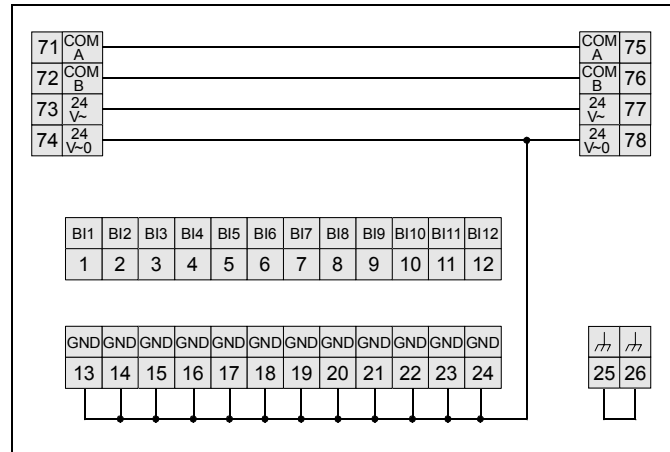 71 COM A COM A 75
72 COM B COM B 76
73 24 V~ 24 V~ 77
74 24 V~0 24 V~0 78
BI1 BI2 BI3 BI4 BI5 BI6 BI7 BI8 BI9 BI10 BI11 BI12
1 2 3 4 5 6 7 8 9 10 11 12
GND GND GND GND GND GND GND GND GND GND GND GND
13 14 15 16 17 18 19 20 21 22 23 24 25 26